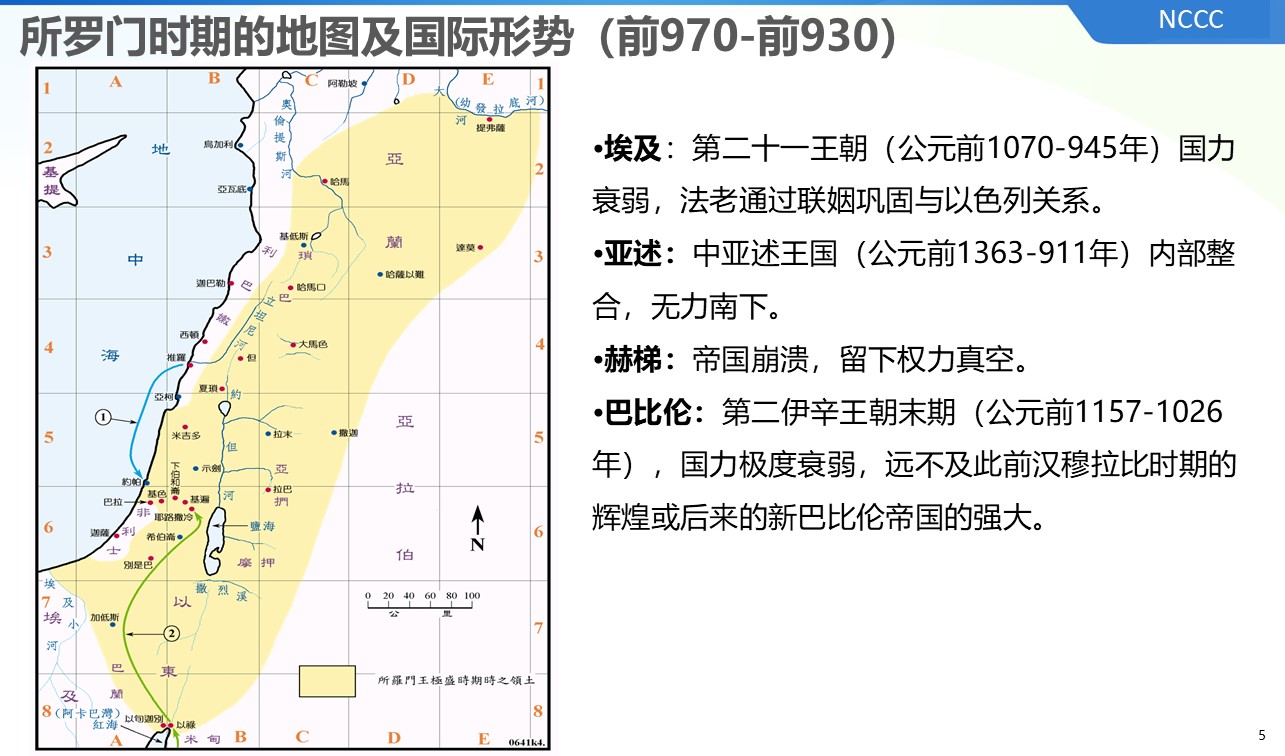 NCCC
所罗门时期的地图及国际形势（前970-前930）
A B C D E
1 1
阿勒坡
大
(幼發拉底河)
河
提弗薩
奧倫提斯河
2 2
地
烏加利
亞
基提
哈馬
亞瓦底
3 3
中
基低斯
利
瑣
蘭
達莫
哈薩以難
迦巴勒
巴
哈馬口
巴
嫩
立坦尼河
4 4
海
西頓
推羅
但
大馬色
夏瑣
約
亞柯
1
亞
5 5
米吉多
但
拉末
撒迦
示劍
下伯和崙
亞捫
約帕
河
拉巴
拉
基色
基遍
巴拉
非利士
耶路撒冷
6 6
迦薩
希伯崙
鹽海
N
伯
別是巴
摩押
埃及小河
撒烈溪
0 20 40 60 80 100
公里
7 7
埃
以
加低斯
2
巴蘭
東
及
所羅門王極盛時期時之領土
8 8
(阿卡巴灣)
紅海
以旬迦別
以祿
米甸
A B C D E
0641k4.
•埃及：第二十一王朝（公元前1070-945年）国力
衰弱，法老通过联姻巩固与以色列关系。
•亚述：中亚述王国（公元前1363-911年）内部整
合，无力南下。
•赫梯：帝国崩溃，留下权力真空。
•巴比伦：第二伊辛王朝末期（公元前1157-1026
年），国力极度衰弱，远不及此前汉穆拉比时期的
辉煌或后来的新巴比伦帝国的强大。
5